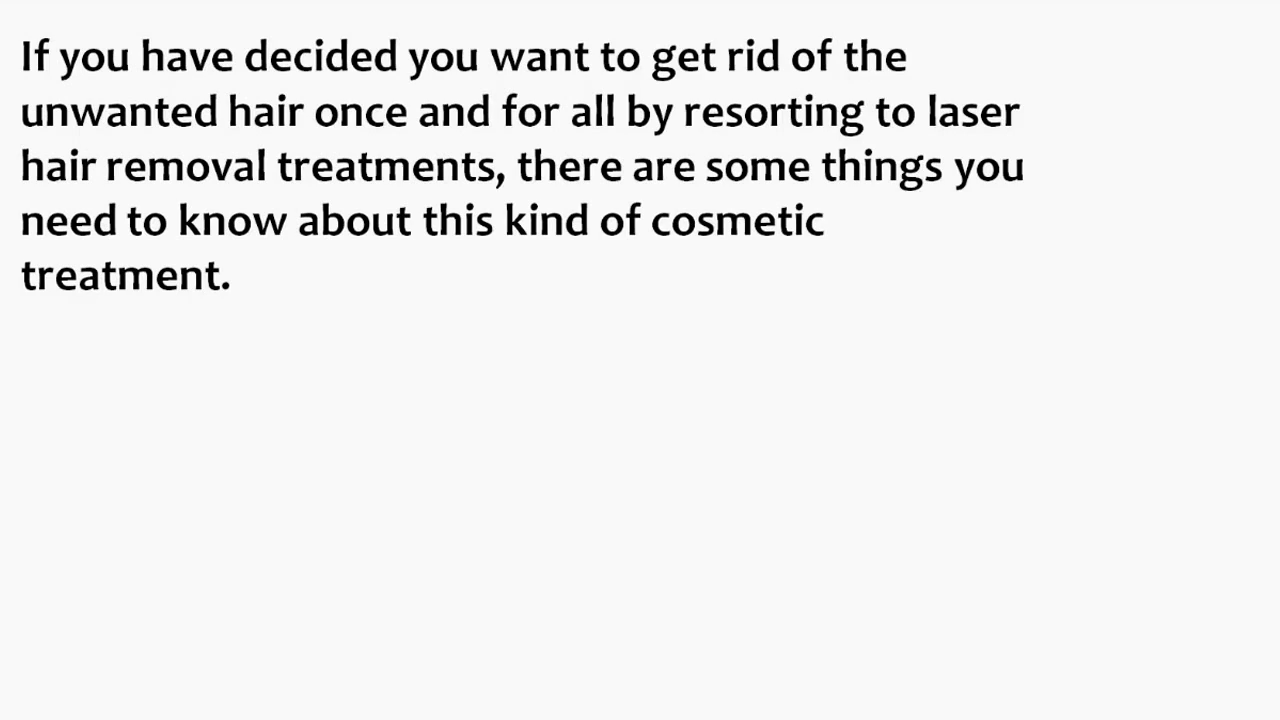 If you have decided you want to get rid of the
unwanted hair once and for all by resorting to laser
hair removal treatments, there are some things you
need to know about this kind of cosmetic
treatment.